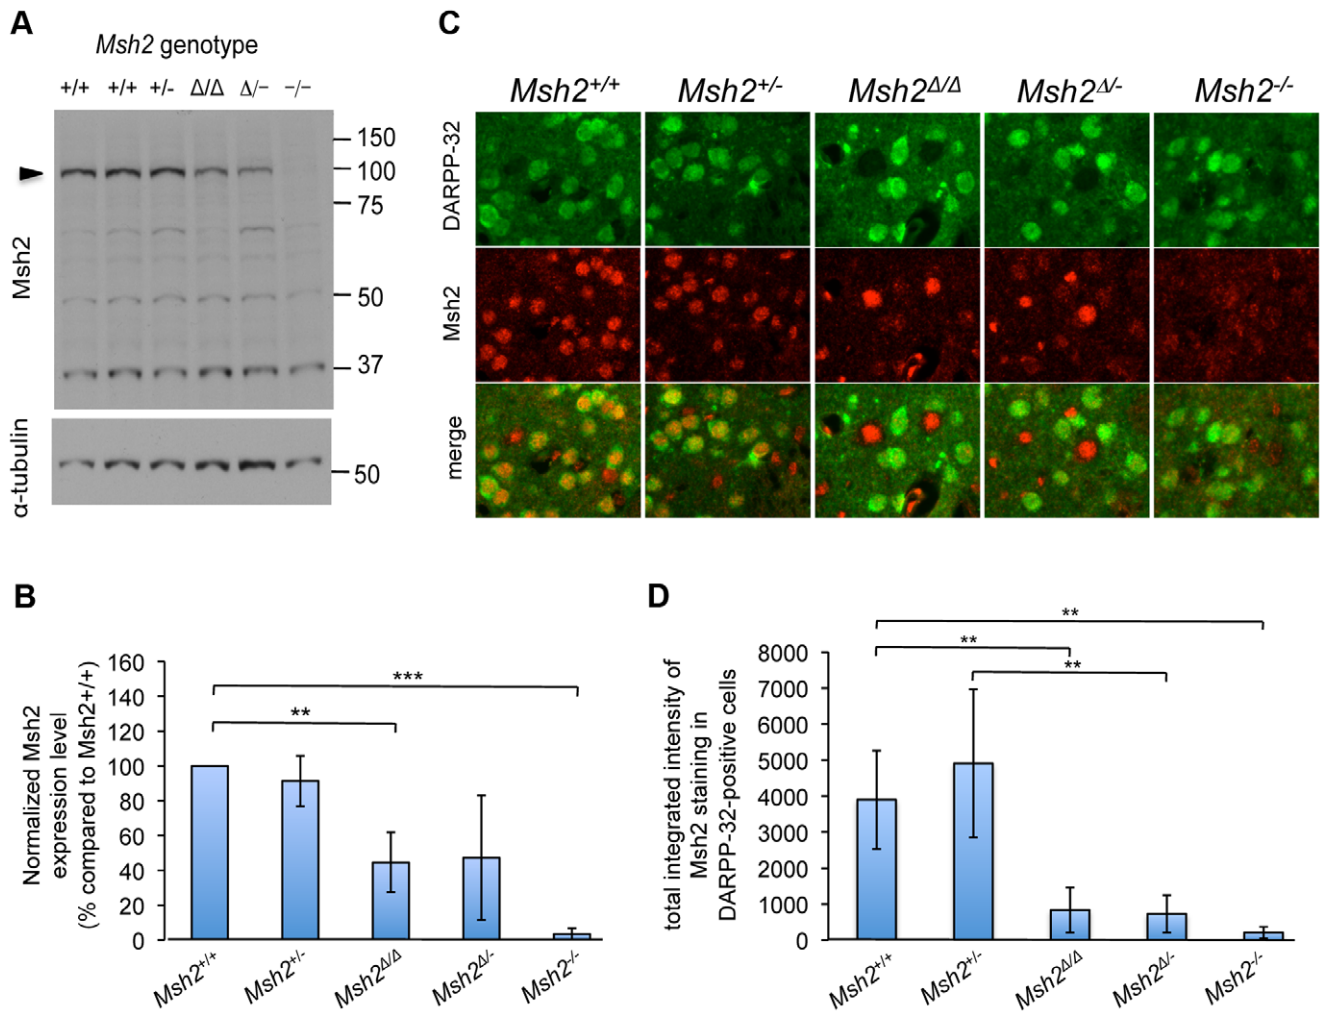 A
Msh2 genotype
+/+ +/+ +/- Δ/Δ Δ/− −/−
Msh2
150
100
75
50
37
α-tubulin
50
C
Msh2+/+ Msh2+/- Msh2Δ/Δ Msh2Δ/- Msh2-/-
DARPP-32
Msh2
merge
B
Normalized Msh2
expression level
(% compared to Msh2+/+)
160
140
120
100
80
60
40
20
0
***
**
Msh2+/+ Msh2+/- Msh2Δ/Δ Msh2Δ/- Msh2-/-
D
total integrated intensity of
Msh2 staining in
DARPP-32-positive cells
8000
7000
6000
5000
4000
3000
2000
1000
0
**
**
**
Msh2+/+ Msh2+/- Msh2Δ/Δ Msh2Δ/- Msh2-/-